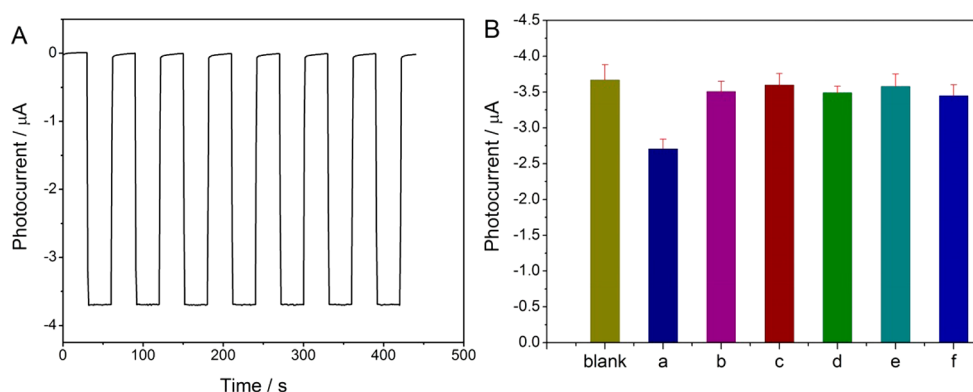 A
Photocurrent / μA
0
-1
-2
-3
-4
0 100 200 300 400 500
Time / s
B
Photocurrent / μA
-4.5
-4.0
-3.5
-3.0
-2.5
-2.0
-1.5
-1.0
-0.5
0.0
blank a b c d e f